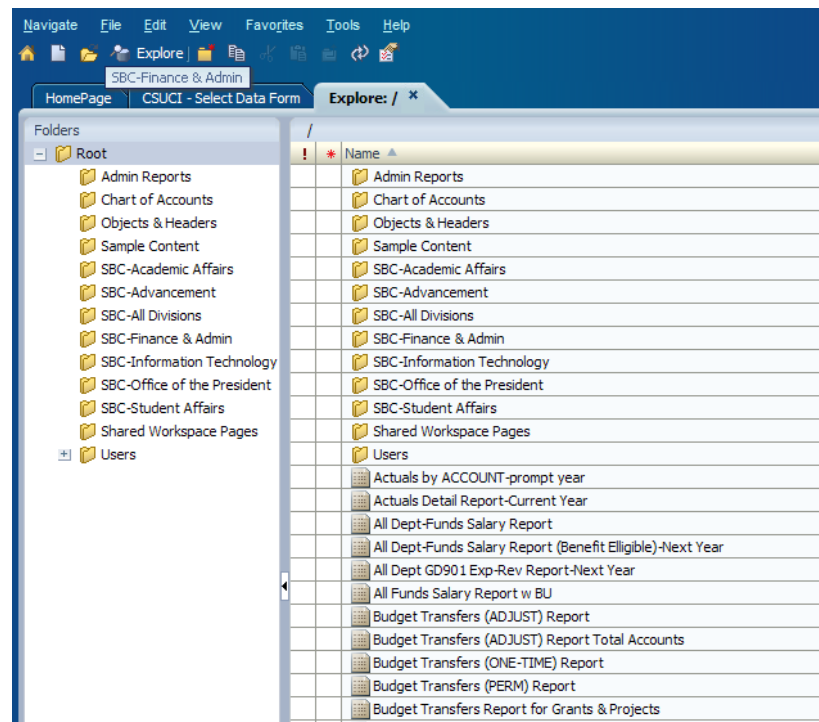 Navigate File Edit View Favorites Tools Help
Explore
SBC-Finance & Admin
HomePage CSUCI - Select Data Form Explore: / ×
Folders
Root
Admin Reports
Chart of Accounts
Objects & Headers
Sample Content
SBC-Academic Affairs
SBC-Advancement
SBC-All Divisions
SBC-Finance & Admin
SBC-Information Technology
SBC-Office of the President
SBC-Student Affairs
Shared Workspace Pages
Users
/
! * Name
Admin Reports
Chart of Accounts
Objects & Headers
Sample Content
SBC-Academic Affairs
SBC-Advancement
SBC-All Divisions
SBC-Finance & Admin
SBC-Information Technology
SBC-Office of the President
SBC-Student Affairs
Shared Workspace Pages
Users
Actuals by ACCOUNT-prompt year
Actuals Detail Report-Current Year
All Dept-Funds Salary Report
All Dept-Funds Salary Report (Benefit Elligible)-Next Year
All Dept GD901 Exp-Rev Report-Next Year
All Funds Salary Report w BU
Budget Transfers (ADJUST) Report
Budget Transfers (ADJUST) Report Total Accounts
Budget Transfers (ONE-TIME) Report
Budget Transfers (PERM) Report
Budget Transfers Report for Grants & Projects